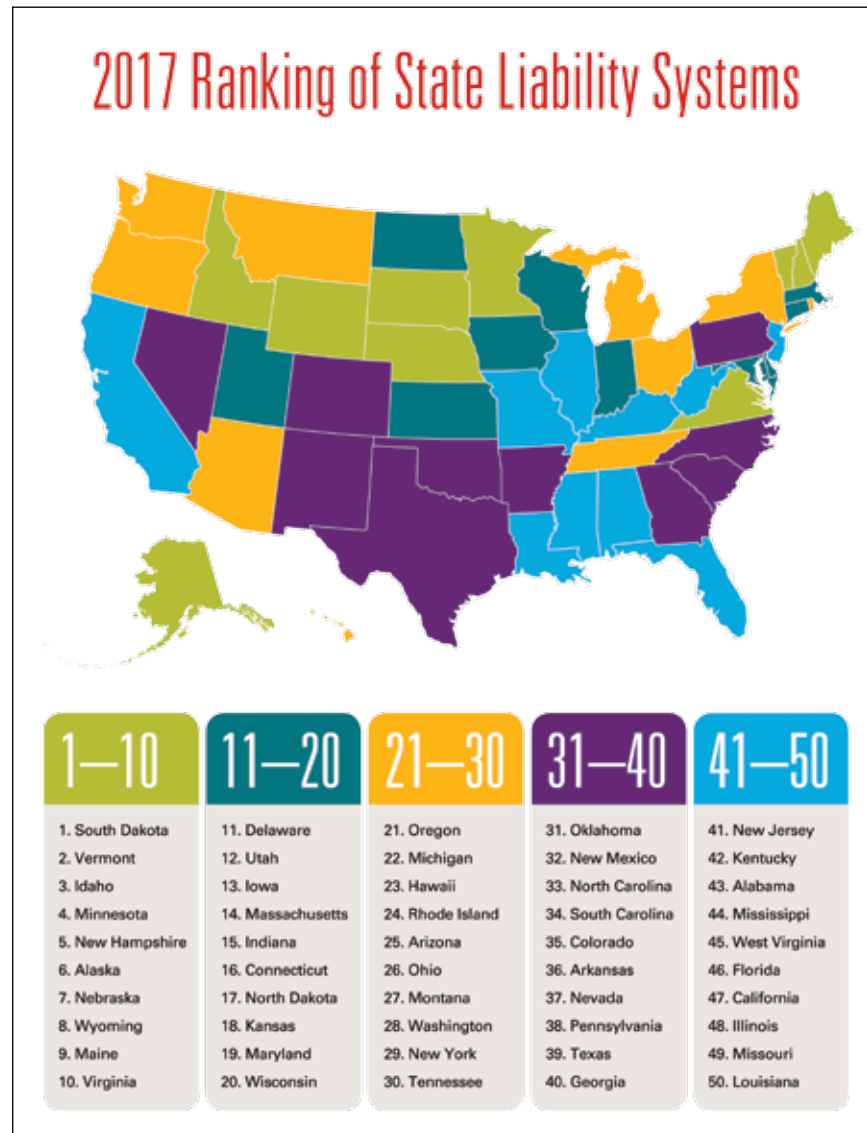 2017 Ranking of State Liability Systems
1—10
1. South Dakota
2. Vermont
3. Idaho
4. Minnesota
5. New Hampshire
6. Alaska
7. Nebraska
8. Wyoming
9. Maine
10. Virginia
11—20
11. Delaware
12. Utah
13. Iowa
14. Massachusetts
15. Indiana
16. Connecticut
17. North Dakota
18. Kansas
19. Maryland
20. Wisconsin
21—30
21. Oregon
22. Michigan
23. Hawaii
24. Rhode Island
25. Arizona
26. Ohio
27. Montana
28. Washington
29. New York
30. Tennessee
31—40
31. Oklahoma
32. New Mexico
33. North Carolina
34. South Carolina
35. Colorado
36. Arkansas
37. Nevada
38. Pennsylvania
39. Texas
40. Georgia
41—50
41. New Jersey
42. Kentucky
43. Alabama
44. Mississippi
45. West Virginia
46. Florida
47. California
48. Illinois
49. Missouri
50. Louisiana